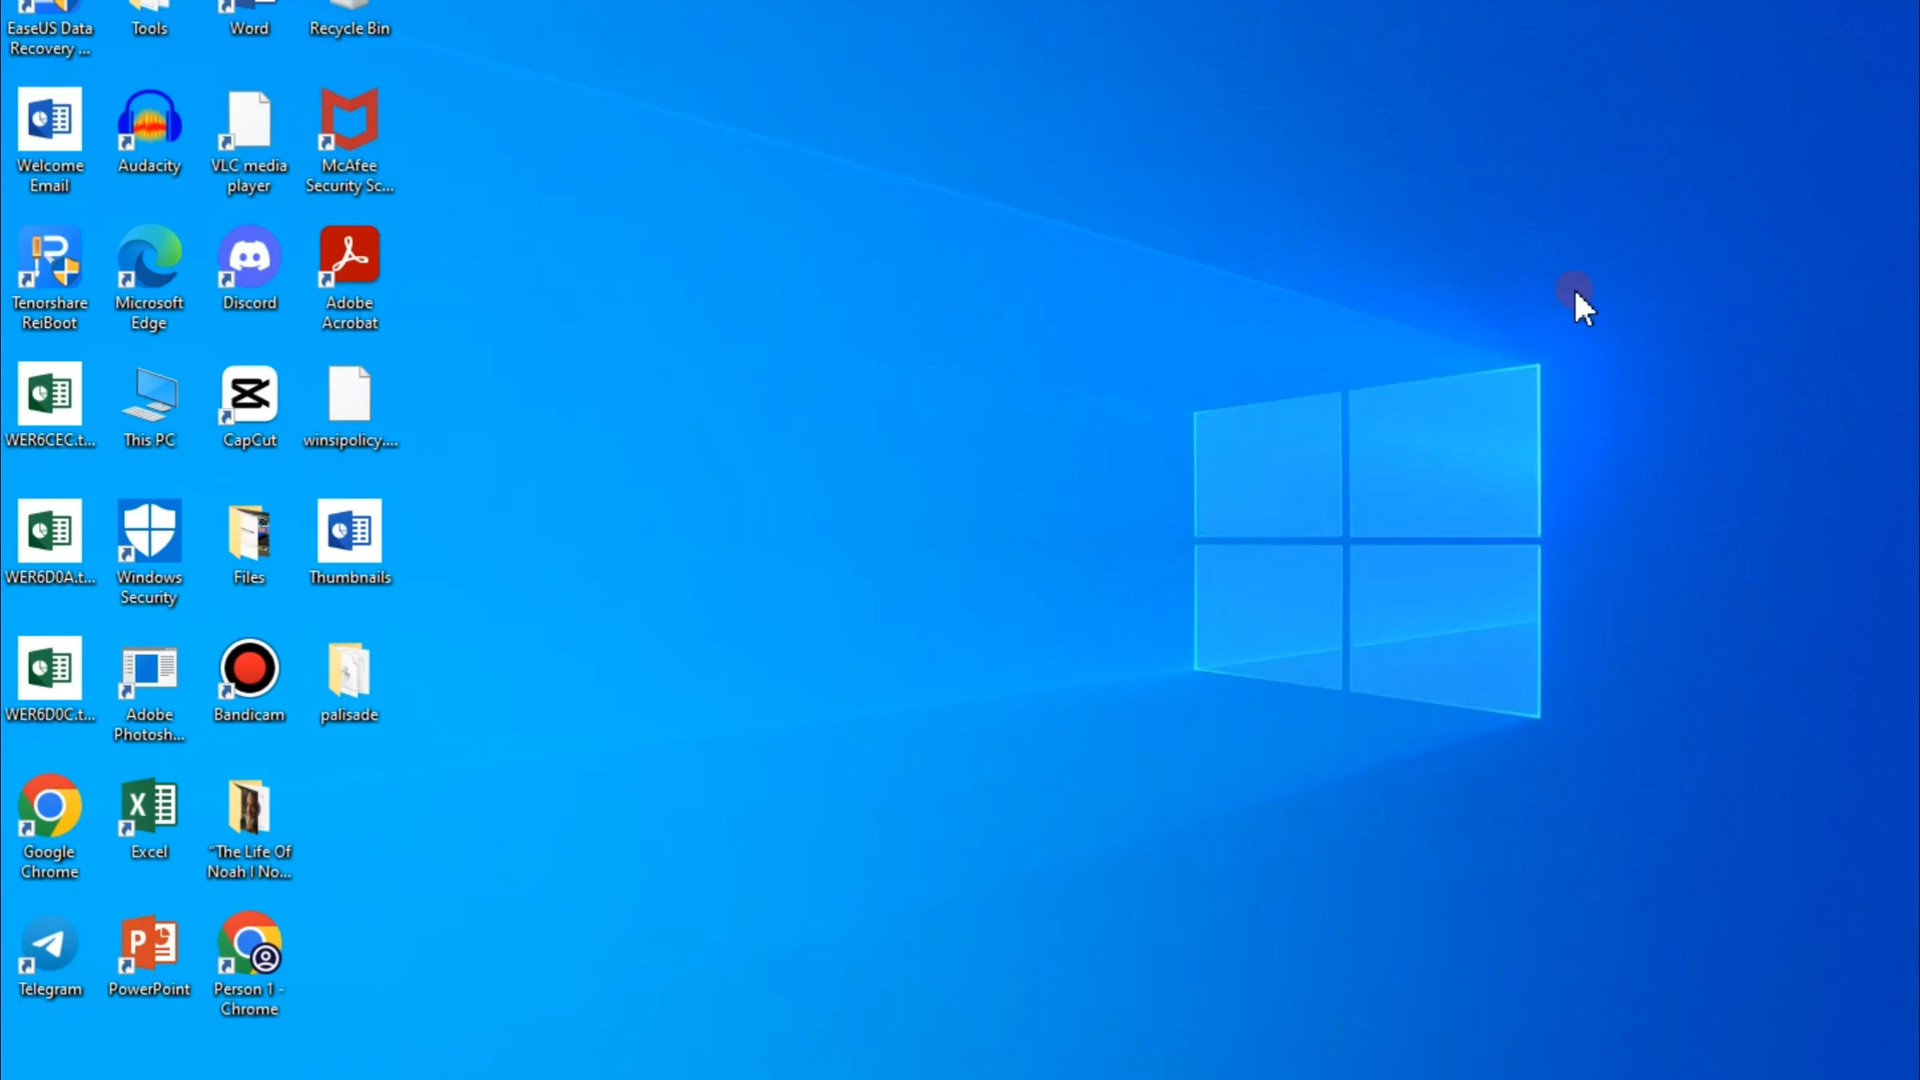 EaseUS Data
Recovery ...
Tools
Word
Recycle Bin
Welcome
Email
Audacity
VLC media
player
McAfee
Security Sc...
Tenorshare
ReiBoot
Microsoft
Edge
Discord
Adobe
Acrobat
WER6CEC.t...
This PC
CapCut
winsipolicy....
WER6D0A.t...
Windows
Security
Files
Thumbnails
WER6D0C.t...
Adobe
Photosh...
Bandicam
palisade
Google
Chrome
Excel
"The Life Of
Noah I No...
Telegram
PowerPoint
Person 1 -
Chrome